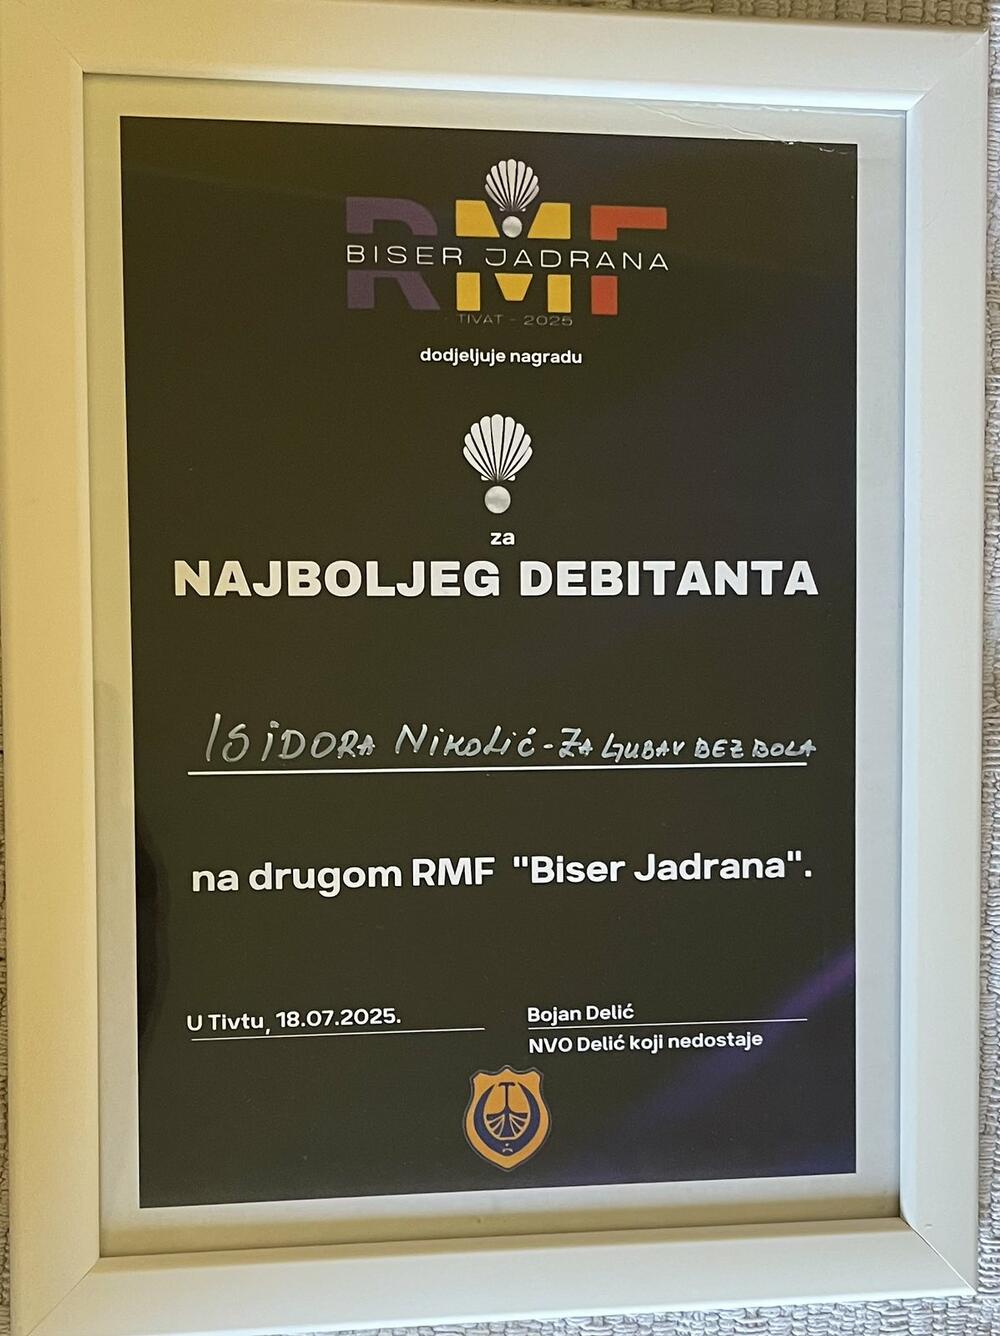 RMF
BISER JADRANA
TIVAT - 2025
dodjeljuje nagradu
za
NAJBOLJEG DEBITANTA
ISIDORA NIKOLIĆ - ZA LJUBAV BEZ BOLA
na drugom RMF "Biser Jadrana".
U Tivtu, 18.07.2025.
Bojan Delić
NVO Delić koji nedostaje